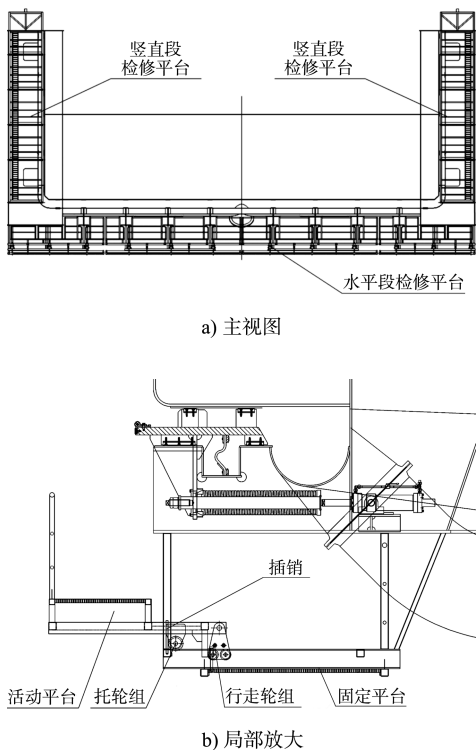 竖直段
检修平台
竖直段
检修平台
水平段检修平台
a) 主视图
插销
活动平台
托轮组
行走轮组
固定平台
b) 局部放大